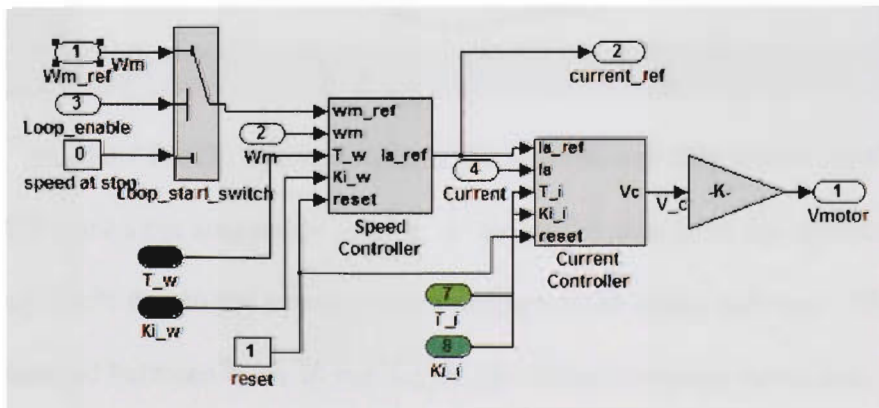 1
Wm_ref
Wm
3
Loop_enable
0
speed at stop
Loop_start_switch
2
Wm
wm_ref
wm
T_w
Ki_w
reset
Ia_ref
Speed
Controller
2
current_ref
4
Current
Ia_ref
Ia
T_i
Ki_i
reset
Vc
Current
Controller
V_c
-K-
1
Vmotor
T_w
Ki_w
1
reset
7
T_i
8
Ki_i